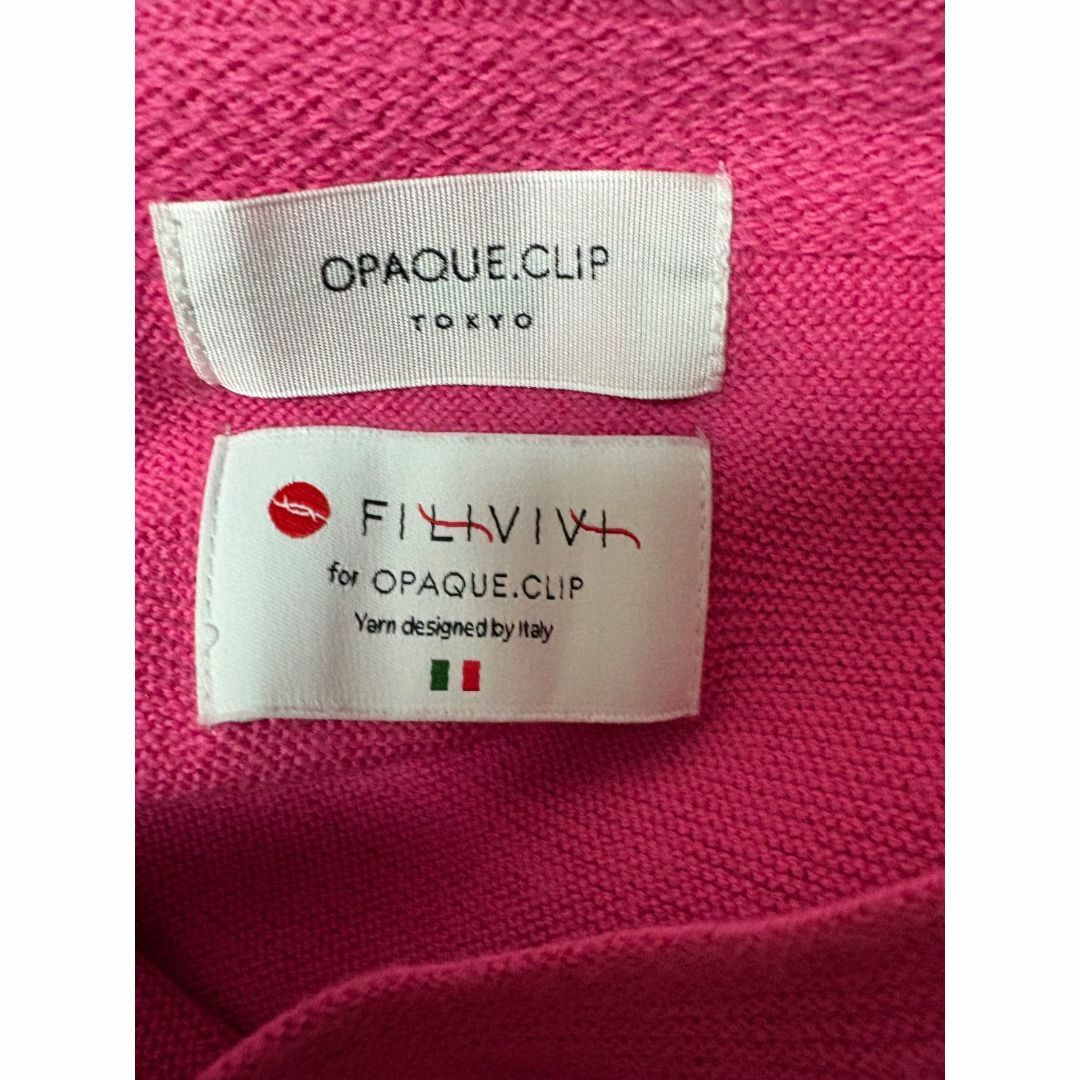 OPAQUE.CLIP
TOKYO
FILIVIVI
for OPAQUE.CLIP
Yarn designed by Italy